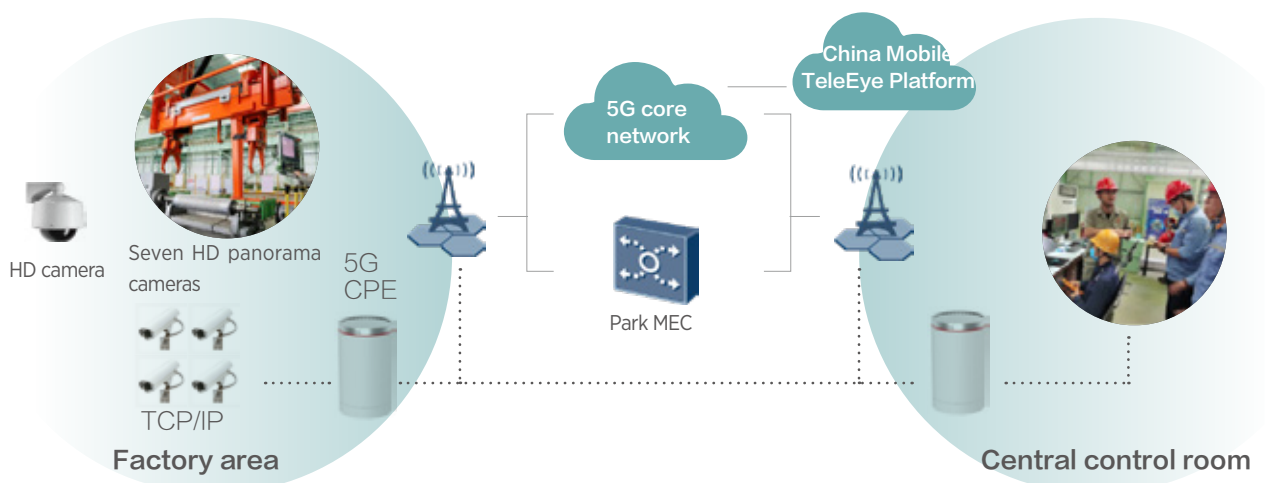 China Mobile
TeleEye Platform
5G core
network
HD camera
Seven HD panorama
cameras
5G
CPE
Park MEC
TCP/IP
Factory area
Central control room